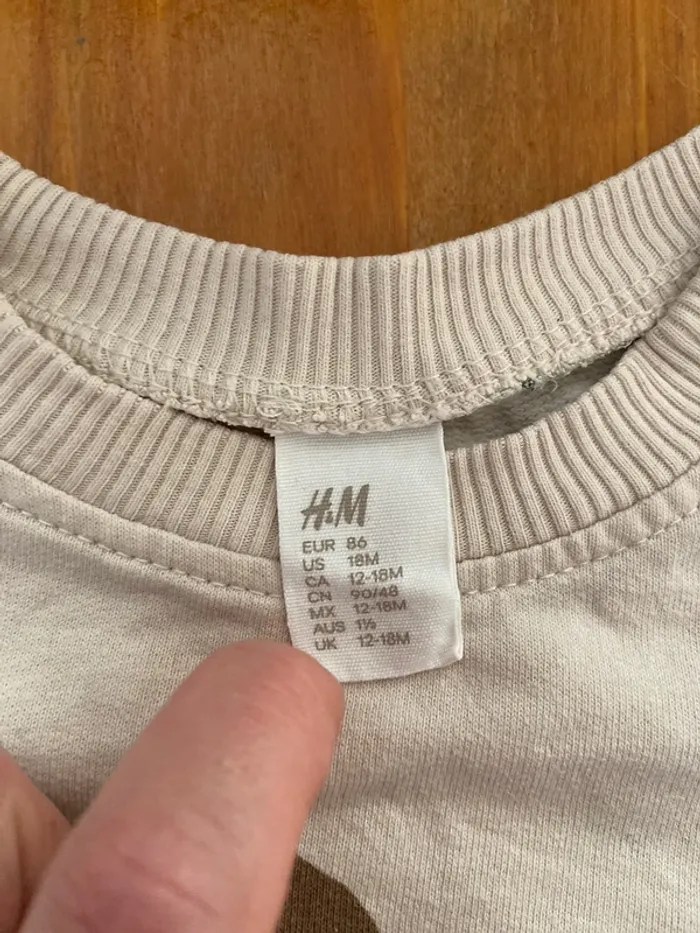 H&M
EUR 86
US 18M
CA 12-18M
CN 90/48
MX 12-18M
AUS 1½
UK 12-18M